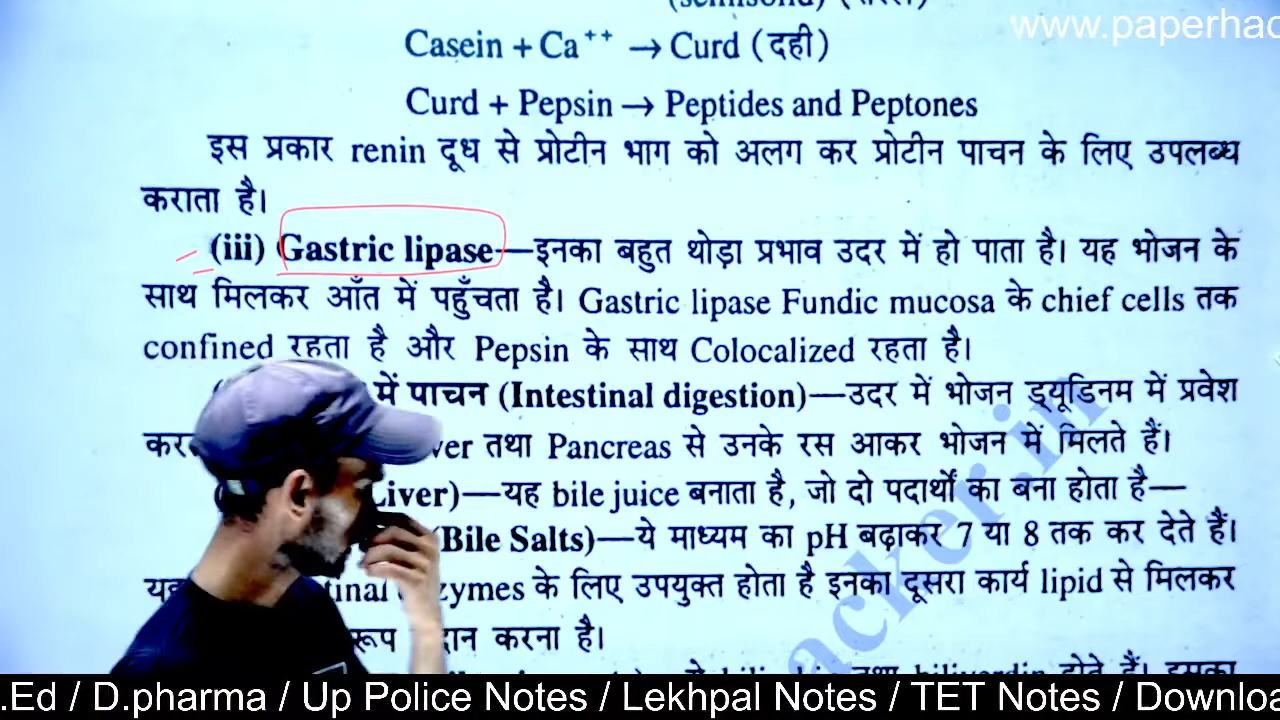 www.paperhac
Casein + Ca⁺⁺ → Curd (दही)
Curd + Pepsin → Peptides and Peptones
इस प्रकार renin दूध से प्रोटीन भाग को अलग कर प्रोटीन पाचन के लिए उपलब्ध
कराता है।
(iii) Gastric lipase—इनका बहुत थोड़ा प्रभाव उदर में हो पाता है। यह भोजन के
साथ मिलकर आँत में पहुँचता है। Gastric lipase Fundic mucosa के chief cells तक
confined रहता है और Pepsin के साथ Colocalized रहता है।
में पाचन (Intestinal digestion)—उदर में भोजन ड्यूडिनम में प्रवेश
ver तथा Pancreas से उनके रस आकर भोजन में मिलते हैं।
Liver)—यह bile juice बनाता है, जो दो पदार्थों का बना होता है—
(Bile Salts)—ये माध्यम का pH बढ़ाकर 7 या 8 तक कर देते हैं।
zymes के लिए उपयुक्त होता है इनका दूसरा कार्य lipid से मिलकर
रूप करना है।
acker.in
.Ed / D.pharma / Up Police Notes / Lekhpal Notes / TET Notes / Downloa